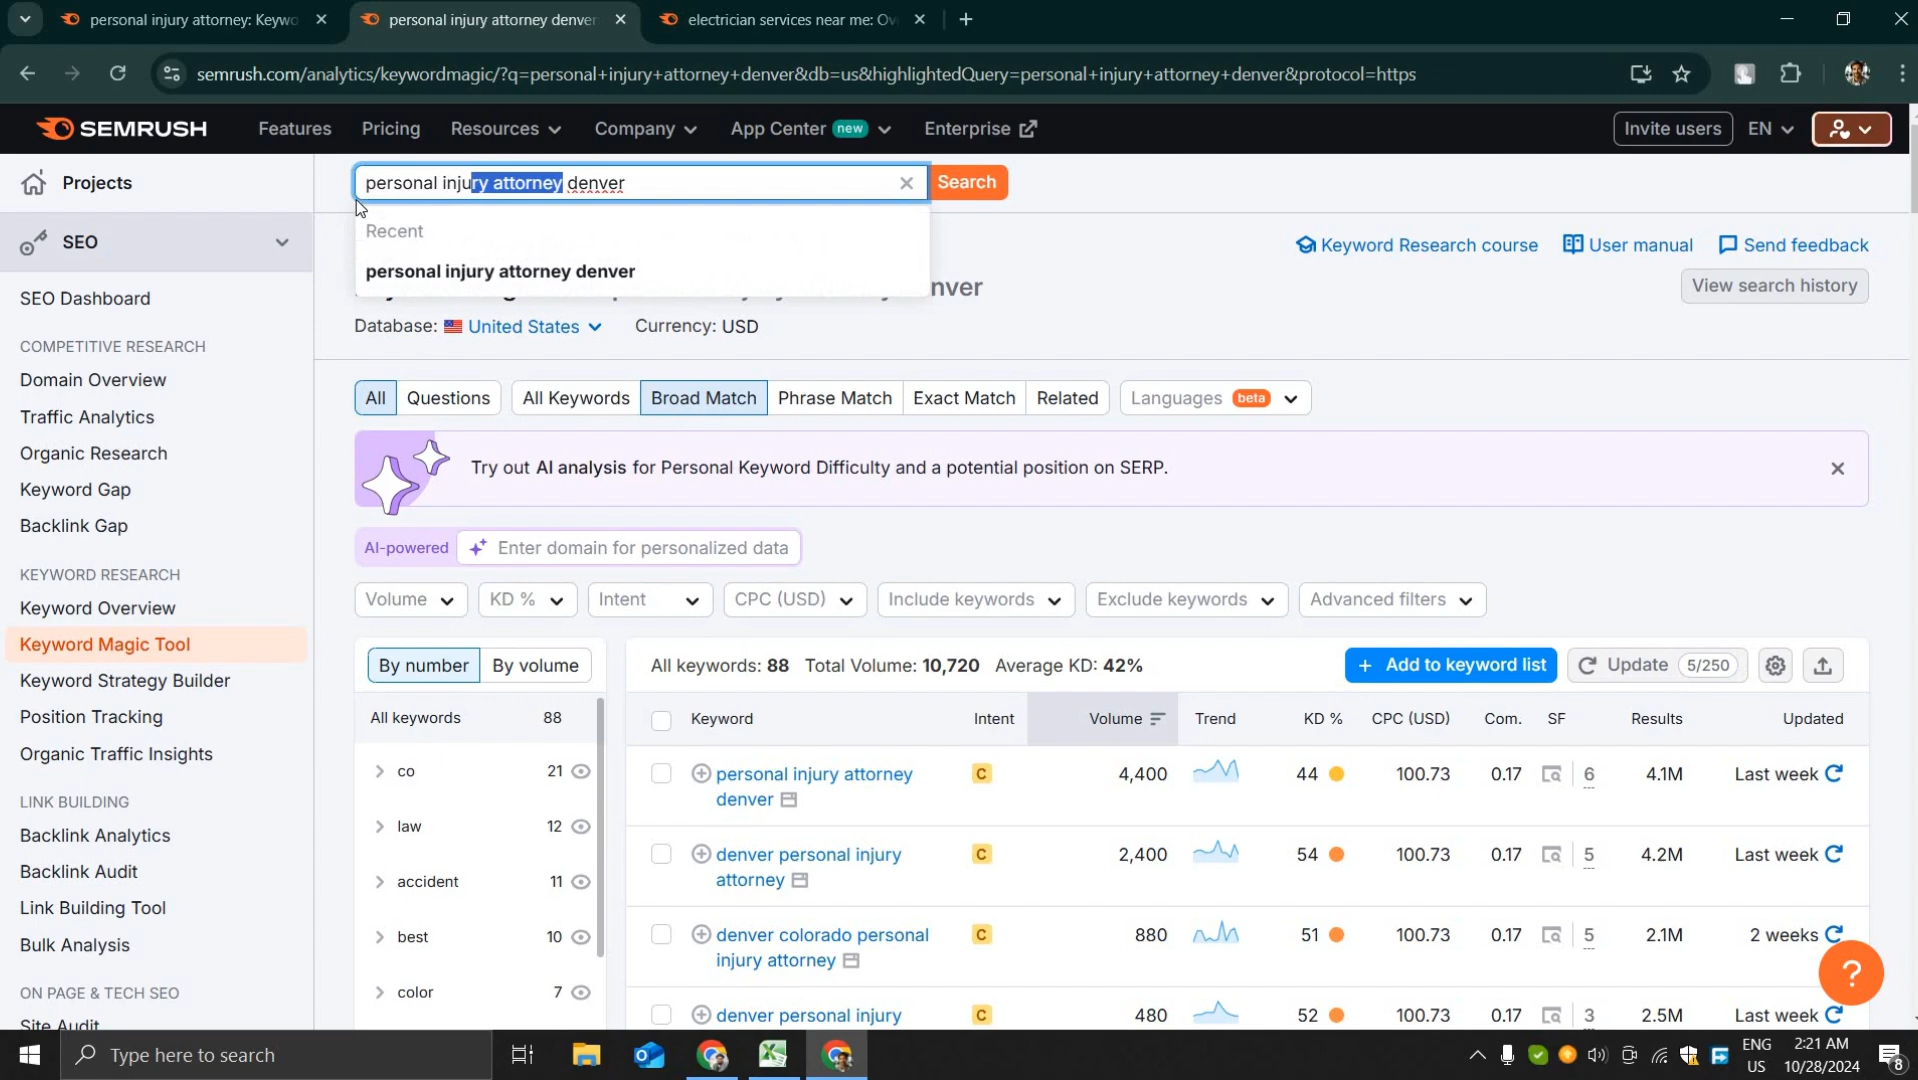 personal injury attorney: Keywo
personal injury attorney denver
electrician services near me: Ov
semrush.com/analytics/keywordmagic/?q=personal+injury+attorney+denver&db=us&highlightedQuery=personal+injury+attorney+denver&protocol=https
SEMRUSH
Features
Pricing
Resources
Company
App Center new
Enterprise
Invite users
EN
Projects
personal injury attorney denver
Search
Recent
personal injury attorney denver
SEO
Keyword Research course
User manual
Send feedback
nver
View search history
Database: United States
Currency: USD
SEO Dashboard
COMPETITIVE RESEARCH
Domain Overview
Traffic Analytics
Organic Research
Keyword Gap
Backlink Gap
KEYWORD RESEARCH
Keyword Overview
Keyword Magic Tool
Keyword Strategy Builder
Position Tracking
Organic Traffic Insights
LINK BUILDING
Backlink Analytics
Backlink Audit
Link Building Tool
Bulk Analysis
ON PAGE & TECH SEO
Site Audit
All
Questions
All Keywords
Broad Match
Phrase Match
Exact Match
Related
Languages beta
Try out AI analysis for Personal Keyword Difficulty and a potential position on SERP.
AI-powered
Enter domain for personalized data
Volume
KD %
Intent
CPC (USD)
Include keywords
Exclude keywords
Advanced filters
By number
By volume
All keywords 88
co 21
law 12
accident 11
best 10
color 7
All keywords: 88 Total Volume: 10,720 Average KD: 42%
+ Add to keyword list
Update 5/250
Keyword Intent Volume Trend KD % CPC (USD) Com. SF Results Updated
personal injury attorney denver C 4,400 44 100.73 0.17 6 4.1M Last week
denver personal injury attorney C 2,400 54 100.73 0.17 5 4.2M Last week
denver colorado personal injury attorney C 880 51 100.73 0.17 5 2.1M 2 weeks
denver personal injury C 480 52 100.73 0.17 3 2.5M Last week
?
Type here to search
ENG
US
2:21 AM
10/28/2024
8